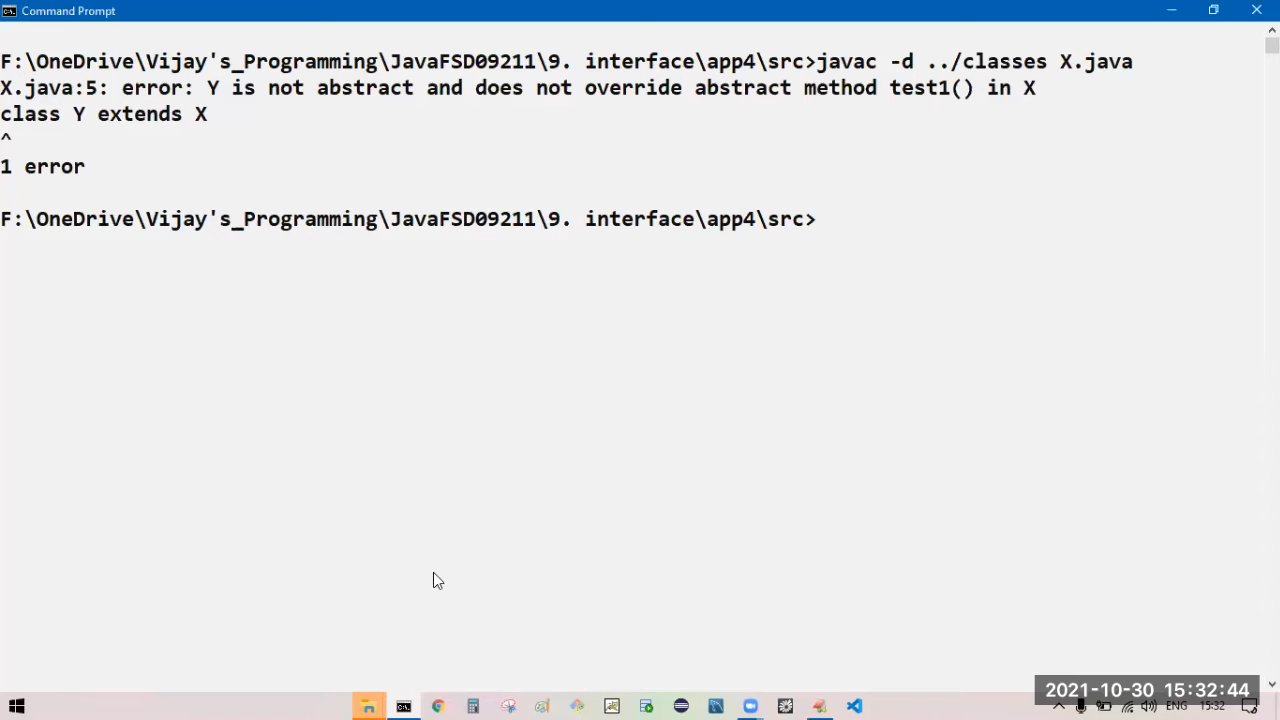 Command Prompt
F:\OneDrive\Vijay's_Programming\JavaFSD09211\9. interface\app4\src>javac -d ../classes X.java
X.java:5: error: Y is not abstract and does not override abstract method test1() in X
class Y extends X
^
1 error
F:\OneDrive\Vijay's_Programming\JavaFSD09211\9. interface\app4\src>
2021-10-30 15:32:44
ENG
15:32